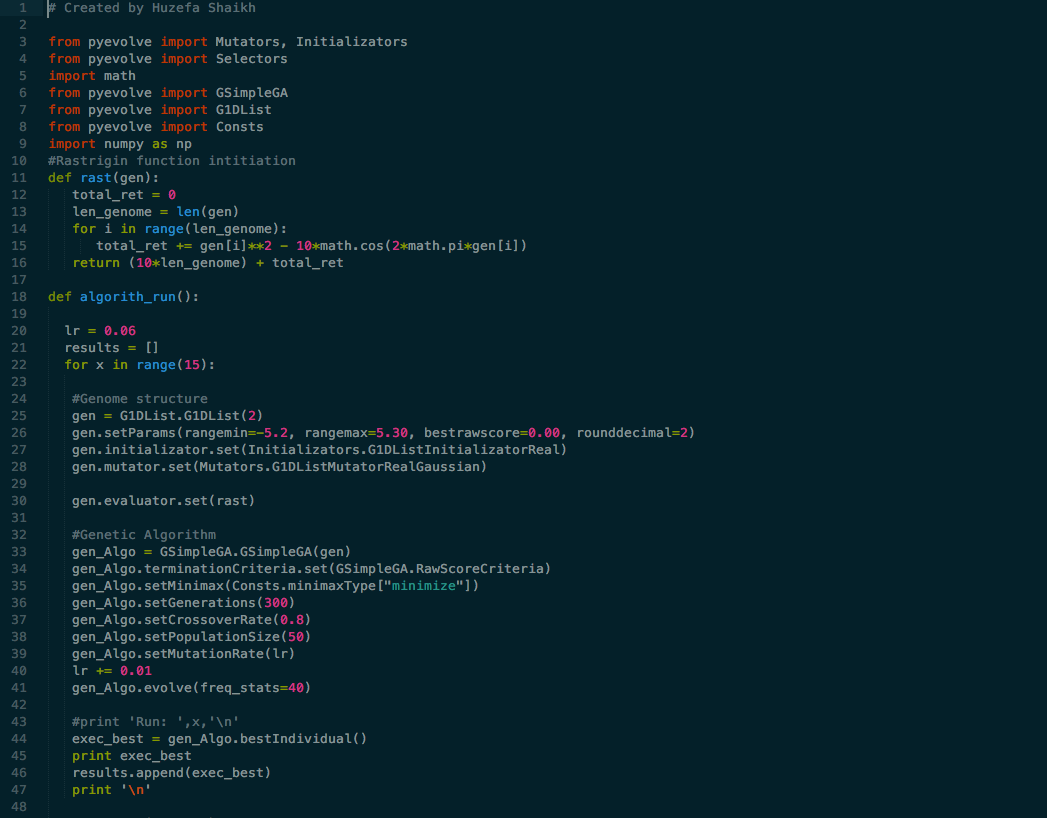 1 # Created by Huzefa Shaikh
2
3 from pyevolve import Mutators, Initializators
4 from pyevolve import Selectors
5 import math
6 from pyevolve import GSimpleGA
7 from pyevolve import G1DList
8 from pyevolve import Consts
9 import numpy as np
10 #Rastrigin function intitiation
11 def rast(gen):
12    total_ret = 0
13    len_genome = len(gen)
14    for i in range(len_genome):
15       total_ret += gen[i]**2 - 10*math.cos(2*math.pi*gen[i])
16    return (10*len_genome) + total_ret
17
18 def algorith_run():
19
20   lr = 0.06
21   results = []
22   for x in range(15):
23
24    #Genome structure
25    gen = G1DList.G1DList(2)
26    gen.setParams(rangemin=-5.2, rangemax=5.30, bestrawscore=0.00, rounddecimal=2)
27    gen.initializator.set(Initializators.G1DListInitializatorReal)
28    gen.mutator.set(Mutators.G1DListMutatorRealGaussian)
29
30    gen.evaluator.set(rast)
31
32    #Genetic Algorithm
33    gen_Algo = GSimpleGA.GSimpleGA(gen)
34    gen_Algo.terminationCriteria.set(GSimpleGA.RawScoreCriteria)
35    gen_Algo.setMinimax(Consts.minimaxType["minimize"])
36    gen_Algo.setGenerations(300)
37    gen_Algo.setCrossoverRate(0.8)
38    gen_Algo.setPopulationSize(50)
39    gen_Algo.setMutationRate(lr)
40    lr += 0.01
41    gen_Algo.evolve(freq_stats=40)
42
43    #print 'Run: ',x,'\n'
44    exec_best = gen_Algo.bestIndividual()
45    print exec_best
46    results.append(exec_best)
47    print '\n'
48